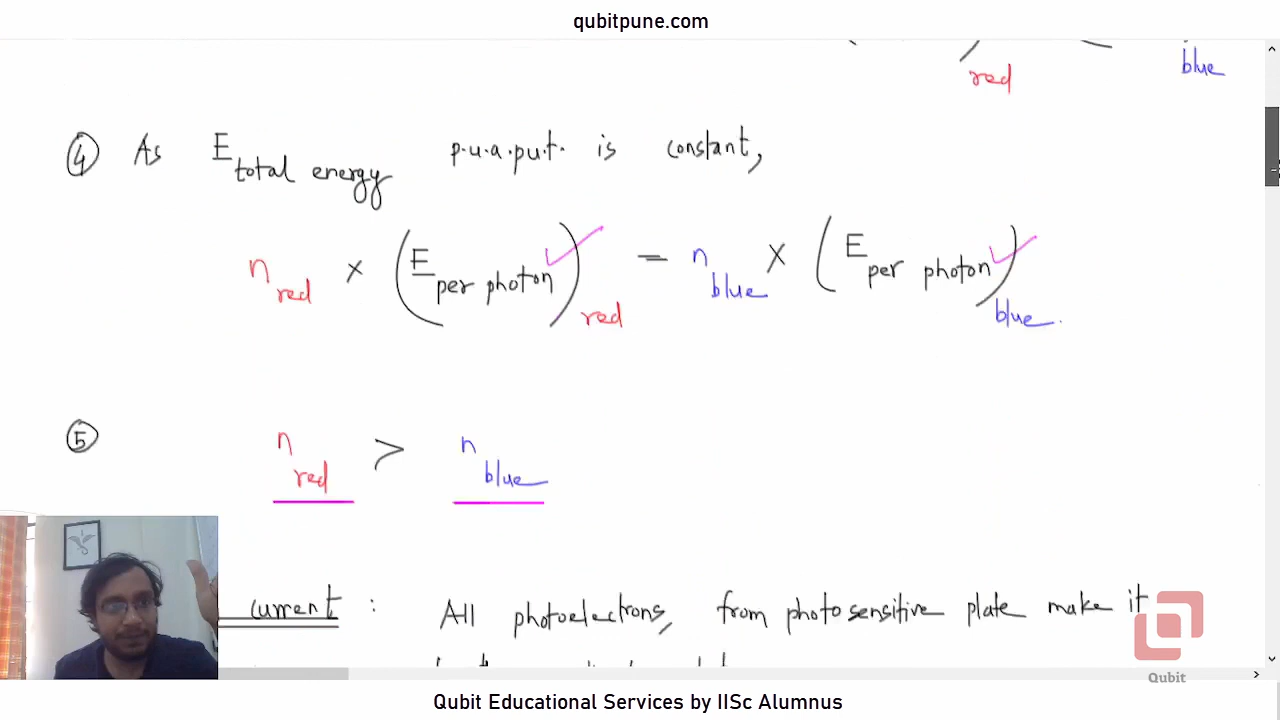 qubitpune.com
red
blue
④ As E total energy p.u.a.p.u.t. is constant,
n red × (E per photon) red = n blue × (E per photon) blue.
⑤ n red > n blue
current : All photoelectrons, from photosensitive plate make it
Qubit
Qubit Educational Services by IISc Alumnus